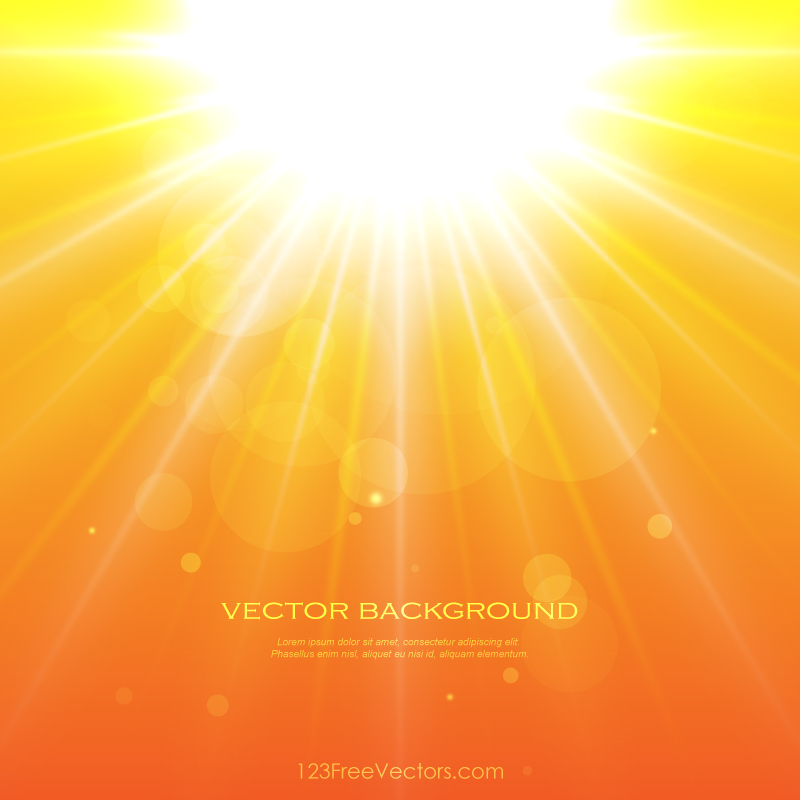 VECTOR BACKGROUND
Lorem ipsum dolor sit amet, consectetur adipiscing elit.
Phasellus enim nisl, aliquet eu nisi id, aliquam elementum.
123FreeVectors.com